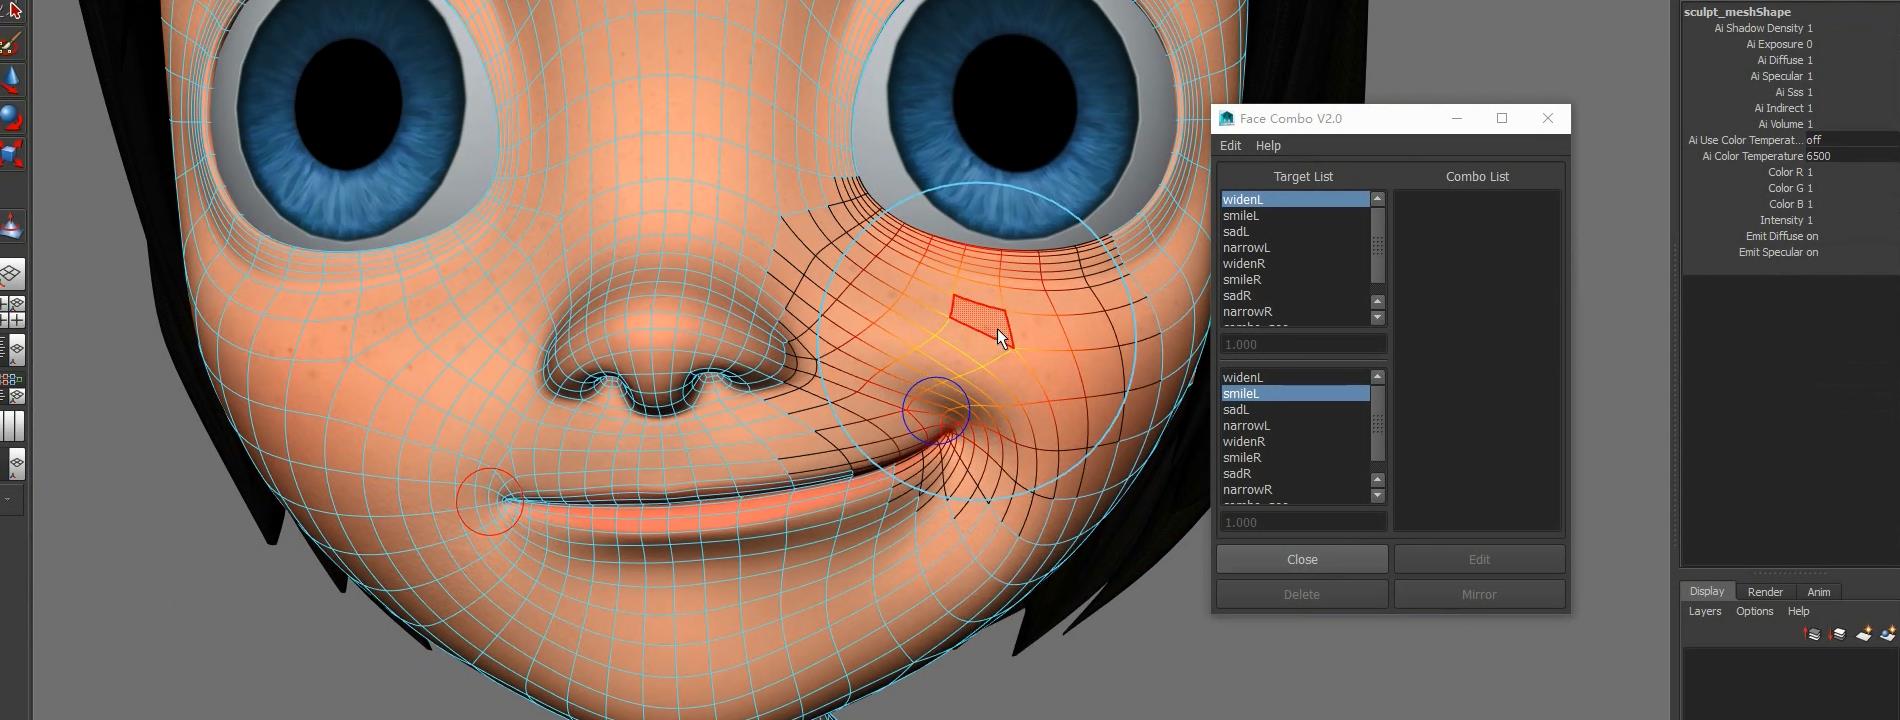 sculpt_meshShape
Ai Shadow Density 1
Ai Exposure 0
Ai Diffuse 1
Ai Specular 1
Ai Sss 1
Ai Indirect 1
Ai Volume 1
Ai Use Color Temperat... off
Ai Color Temperature 6500
Color R 1
Color G 1
Color B 1
Intensity 1
Emit Diffuse on
Emit Specular on
Face Combo V2.0
Edit Help
Target List
widenL
smileL
sadL
narrowL
widenR
smileR
sadR
narrowR
1.000
widenL
smileL
sadL
narrowL
widenR
smileR
sadR
narrowR
1.000
Combo List
Close Edit
Delete Mirror
Display Render Anim
Layers Options Help